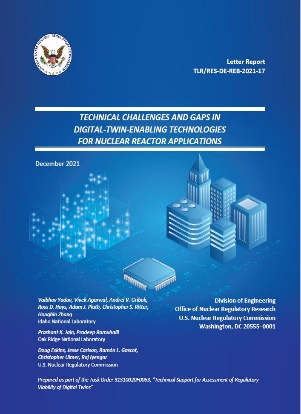 Letter Report
TLR/RES-DE-REB-2021-17
TECHNICAL CHALLENGES AND GAPS IN
DIGITAL-TWIN-ENABLING TECHNOLOGIES
FOR NUCLEAR REACTOR APPLICATIONS
December 2021
Vaibhav Yadav, Vivek Agarwal, Andrei V. Gribok,
Ross D. Hays, Adam J. Pluth, Christopher S. Ritter,
Hongbin Zhang
Idaho National Laboratory
Prashant K. Jain, Pradeep Ramuhalli
Oak Ridge National Laboratory
Doug Eskins, Jesse Carlson, Ramón L. Gascot,
Christopher Ulmer, Raj Iyengar
U.S. Nuclear Regulatory Commission
Division of Engineering
Office of Nuclear Regulatory Research
U.S. Nuclear Regulatory Commission
Washington, DC 20555–0001
Prepared as part of the Task Order "Technical Support for Assessment of Regulatory
Viability of Digital Twins"